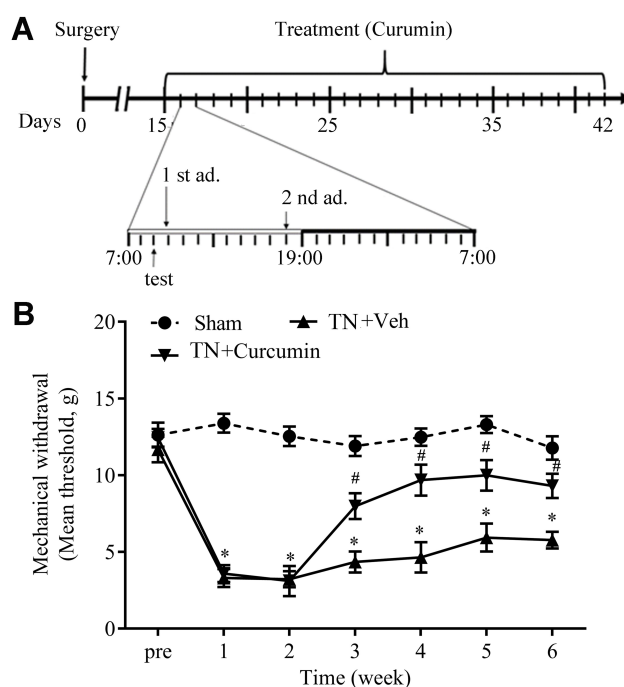 A
Surgery
Treatment (Curumin)
Days
0
15
25
35
42
1 st ad.
2 nd ad.
7:00
19:00
7:00
test
B
Sham
TN+Veh
TN+Curcumin
Mechanical withdrawal
(Mean threshold, g)
20
15
10
5
0
#
#
#
#
*
*
*
*
*
*
pre
1
2
3
4
5
6
Time (week)